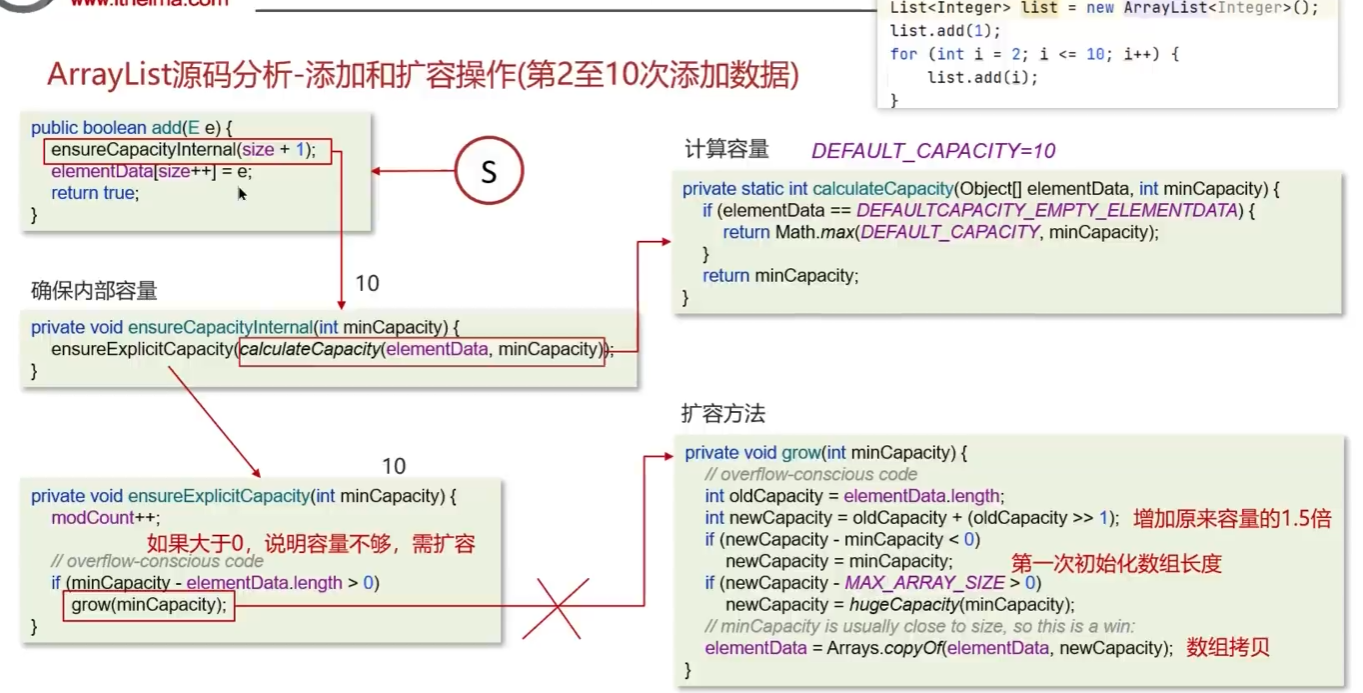 www.itheima.com
List<Integer> list = new ArrayList<Integer>();
list.add(1);
for (int i = 2; i <= 10; i++) {
list.add(i);
}
ArrayList源码分析-添加和扩容操作(第2至10次添加数据)
public boolean add(E e) {
ensureCapacityInternal(size + 1);
elementData[size++] = e;
return true;
}
S
计算容量 DEFAULT_CAPACITY=10
private static int calculateCapacity(Object[] elementData, int minCapacity) {
if (elementData == DEFAULTCAPACITY_EMPTY_ELEMENTDATA) {
return Math.max(DEFAULT_CAPACITY, minCapacity);
}
return minCapacity;
}
10
确保内部容量
private void ensureCapacityInternal(int minCapacity) {
ensureExplicitCapacity(calculateCapacity(elementData, minCapacity));
}
10
private void ensureExplicitCapacity(int minCapacity) {
modCount++;
如果大于0，说明容量不够，需扩容
// overflow-conscious code
if (minCapacity - elementData.length > 0)
grow(minCapacity);
}
扩容方法
private void grow(int minCapacity) {
// overflow-conscious code
int oldCapacity = elementData.length;
int newCapacity = oldCapacity + (oldCapacity >> 1); 增加原来容量的1.5倍
if (newCapacity - minCapacity < 0)
newCapacity = minCapacity; 第一次初始化数组长度
if (newCapacity - MAX_ARRAY_SIZE > 0)
newCapacity = hugeCapacity(minCapacity);
// minCapacity is usually close to size, so this is a win:
elementData = Arrays.copyOf(elementData, newCapacity); 数组拷贝
}